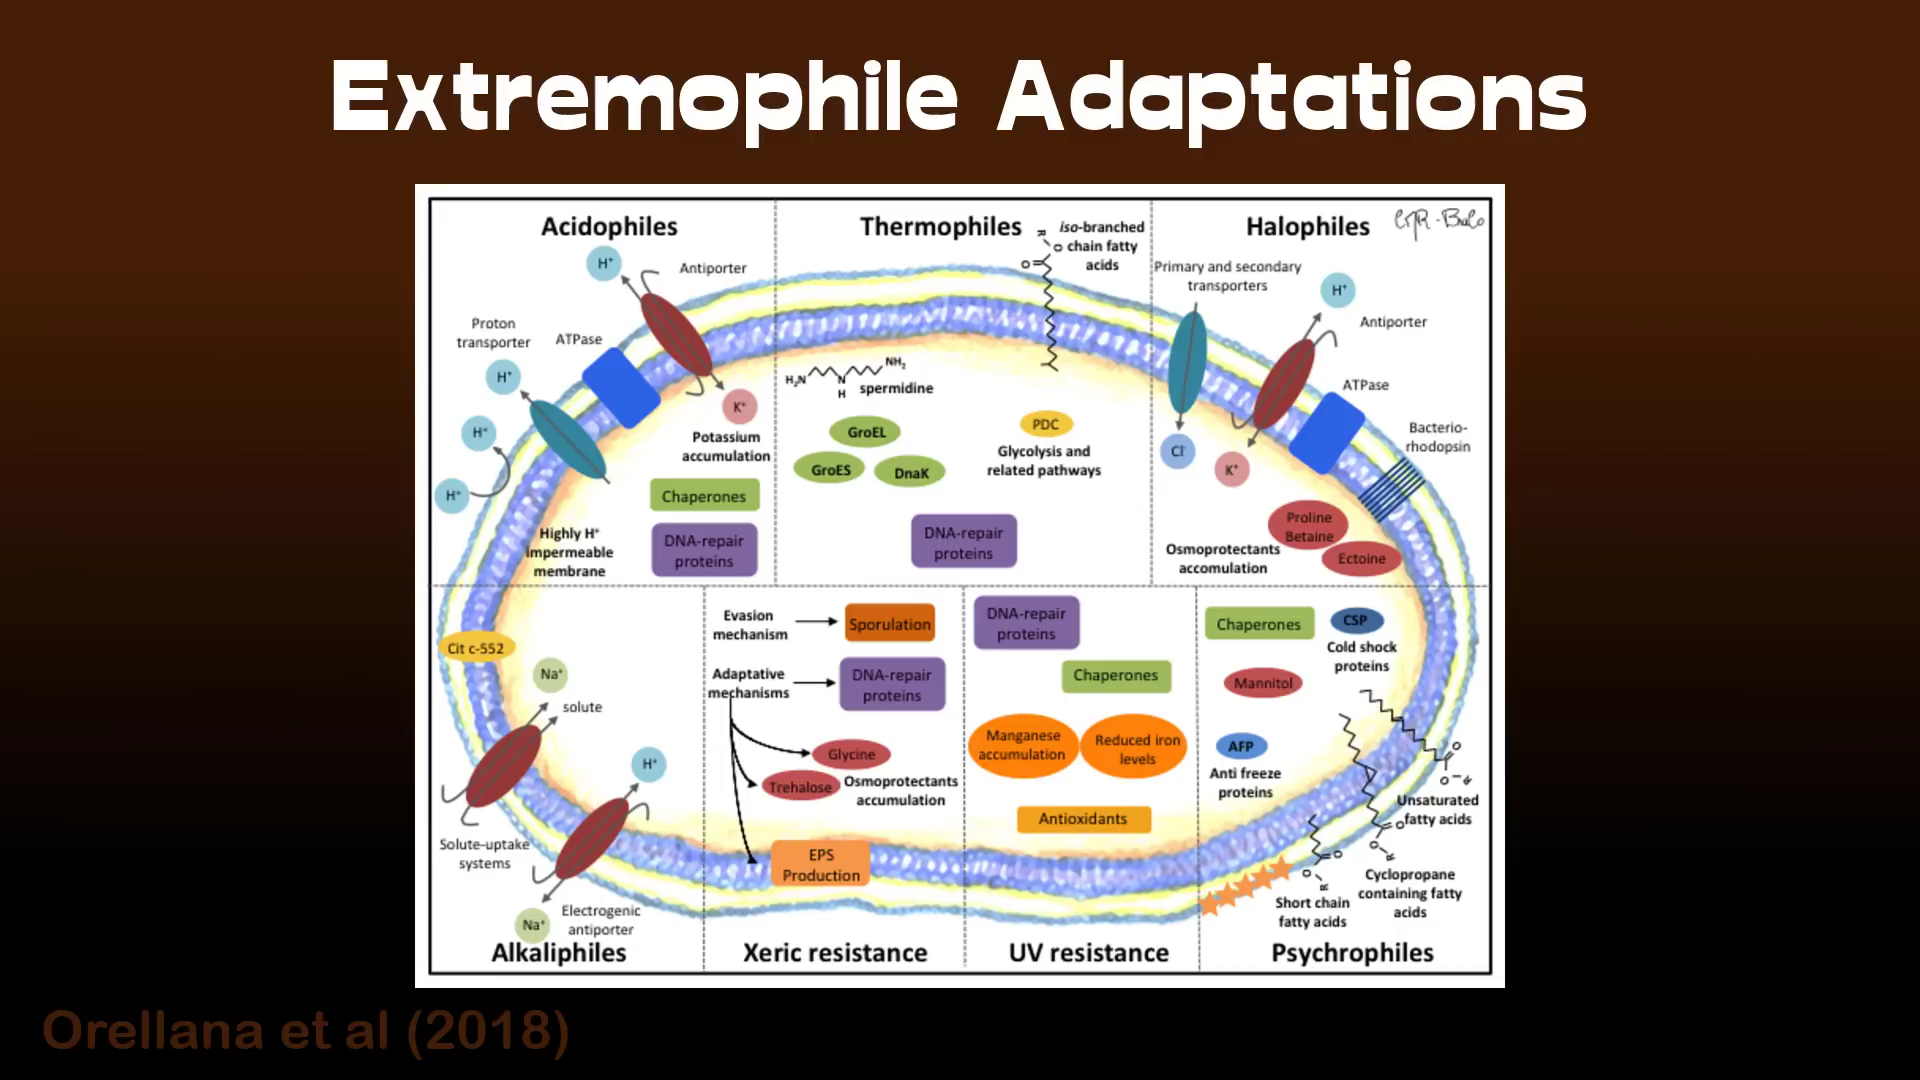 Extremophile Adaptations
Acidophiles
H⁺
Antiporter
Proton
transporter
ATPase
H⁺
H⁺
H⁺
K⁺
Potassium
accumulation
Chaperones
Highly H⁺
impermeable
membrane
DNA-repair
proteins
Thermophiles
iso-branched
chain fatty
acids
R
O
O
H₂N
N
H
NH₂
spermidine
GroEL
GroES
DnaK
PDC
Glycolysis and
related pathways
DNA-repair
proteins
Halophiles
Primary and secondary
transporters
H⁺
Antiporter
ATPase
Bacterio-
rhodopsin
Cl⁻
K⁺
Proline
Betaine
Ectoine
Osmoprotectants
accomulation
Cit c-552
Na⁺
solute
H⁺
Solute-uptake
systems
Na⁺
Electrogenic
antiporter
Alkaliphiles
Evasion
mechanism
Sporulation
Adaptative
mechanisms
DNA-repair
proteins
Glycine
Trehalose
Osmoprotectants
accumulation
EPS
Production
Xeric resistance
DNA-repair
proteins
Chaperones
Manganese
accumulation
Reduced iron
levels
Antioxidants
UV resistance
Chaperones
CSP
Cold shock
proteins
Mannitol
AFP
Anti freeze
proteins
O
O
R
Unsaturated
fatty acids
O
O
R
Cyclopropane
containing fatty
acids
O
O
R
Short chain
fatty acids
Psychrophiles
Orellana et al (2018)